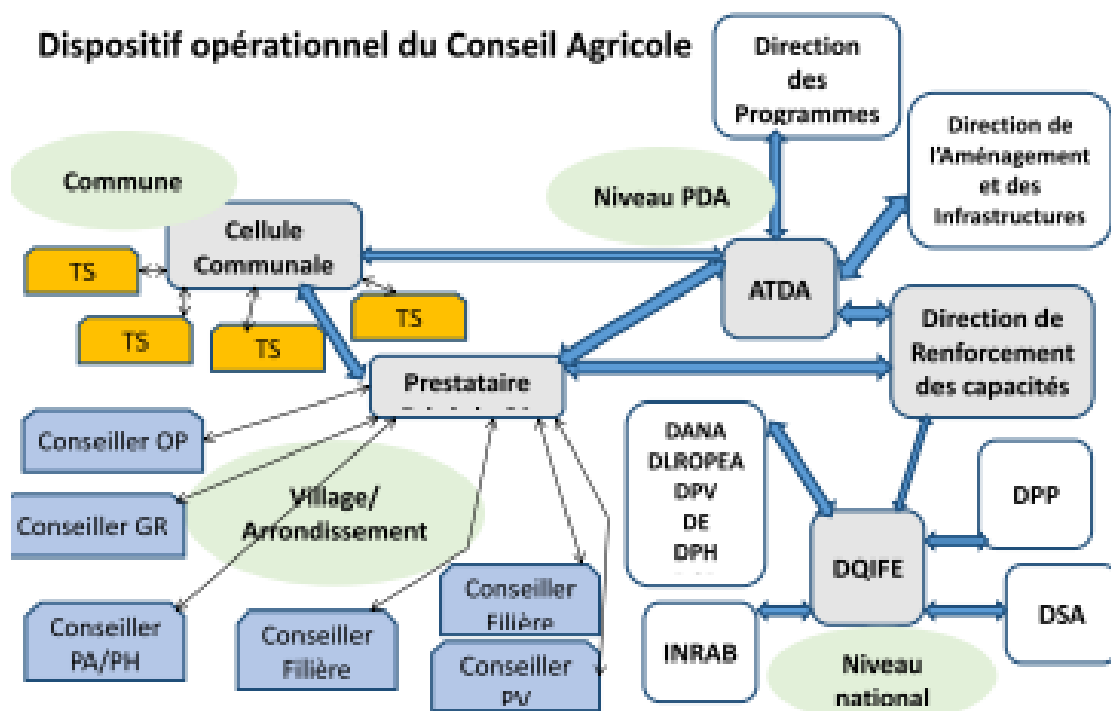 Dispositif opérationnel du Conseil Agricole
Direction
des
Programmes
Direction de
l'Aménagement
et des
Infrastructures
Commune
Niveau PDA
Cellule
Communale
TS
TS
TS
TS
ATDA
Direction de
Renforcement
des capacités
Prestataire
Conseiller OP
Conseiller GR
Village/
Arrondissement
Conseiller
PA/PH
Conseiller
Filière
Conseiller
Filière
Conseiller
PV
DANA
DLROPEA
DPV
DE
DPH
DPP
DQIFE
INRAB
DSA
Niveau
national